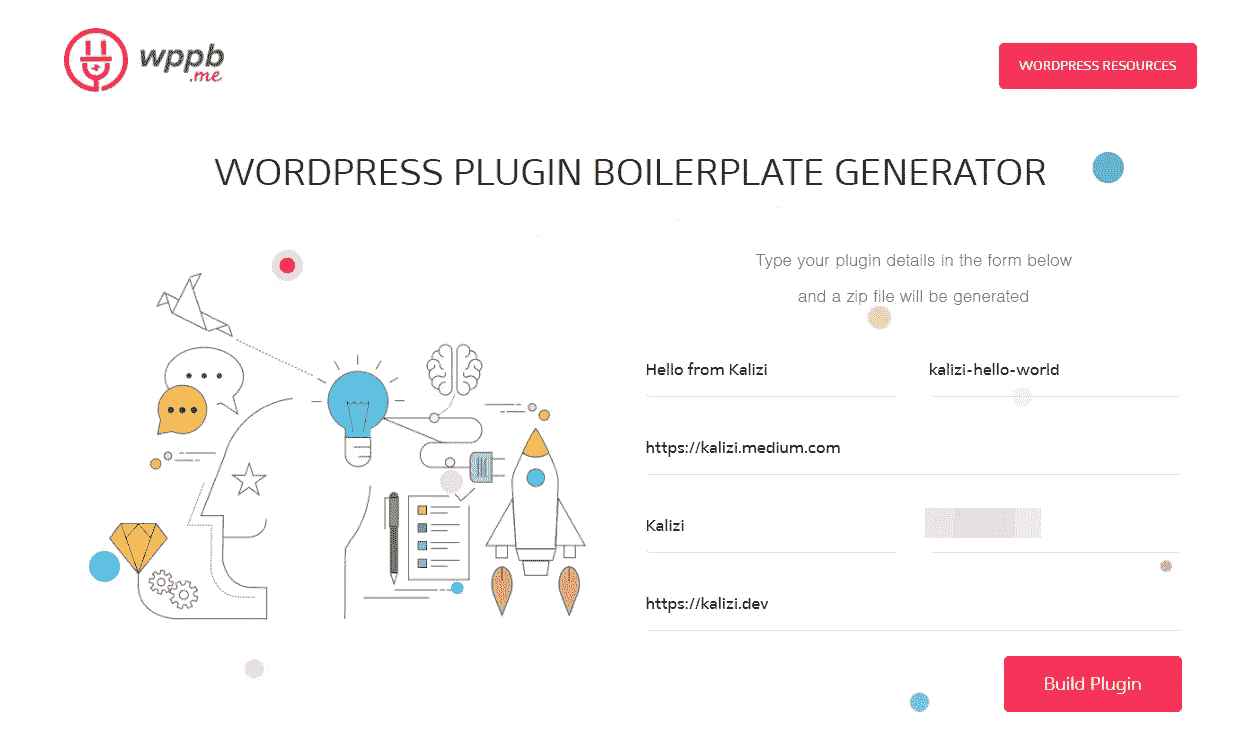 wppb
.me
WORDPRESS RESOURCES
WORDPRESS PLUGIN BOILERPLATE GENERATOR
Type your plugin details in the form below
and a zip file will be generated
Hello from Kalizi
kalizi-hello-world
https://kalizi.medium.com
Kalizi
https://kalizi.dev
Build Plugin